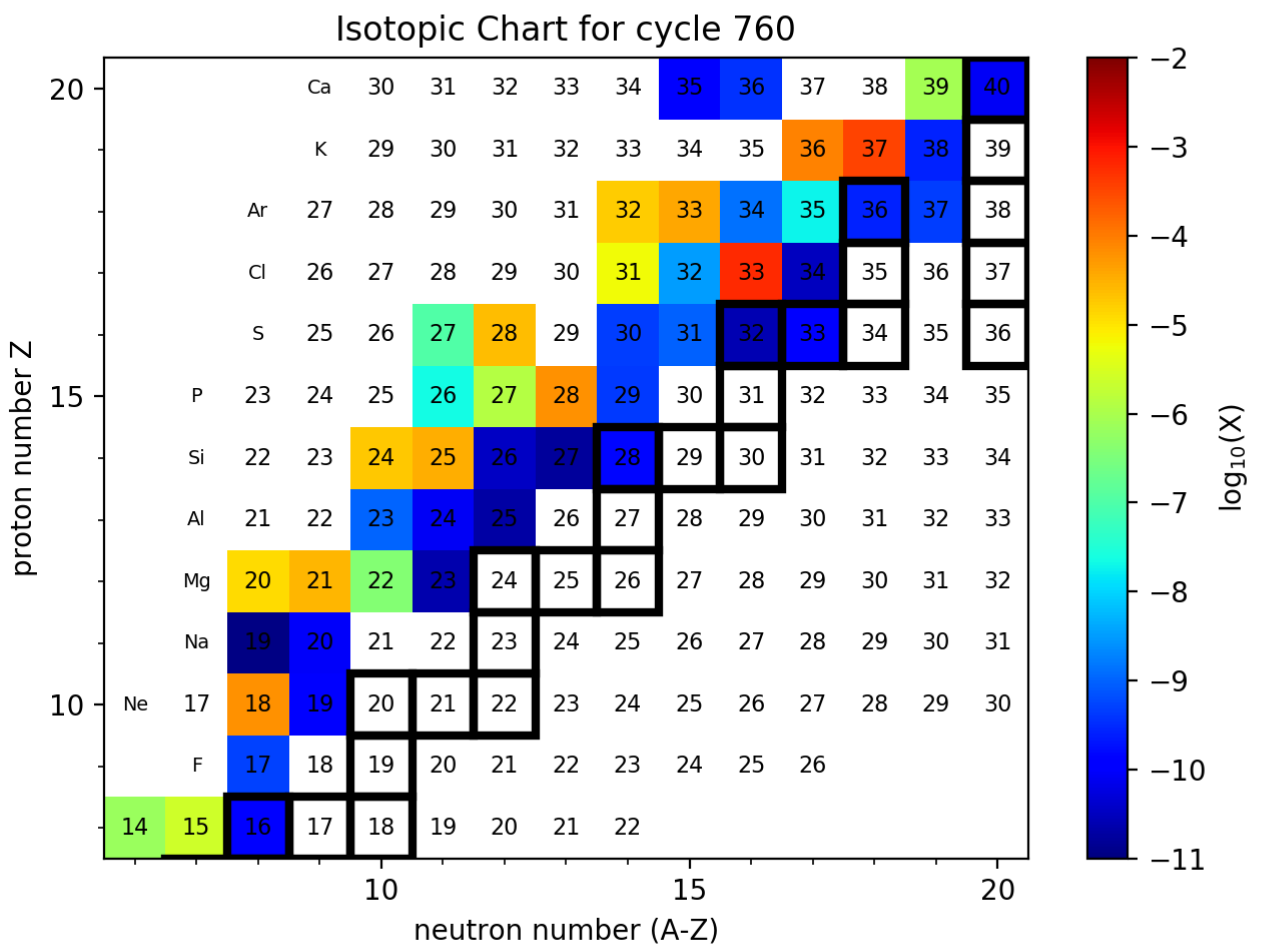 Isotopic Chart for cycle 760
20 Ca 30 31 32 33 34 35 36 37 38 39 40
K 29 30 31 32 33 34 35 36 37 38 39
Ar 27 28 29 30 31 32 33 34 35 36 37 38
Cl 26 27 28 29 30 31 32 33 34 35 36 37
S 25 26 27 28 29 30 31 32 33 34 35 36
15 P 23 24 25 26 27 28 29 30 31 32 33 34 35
Si 22 23 24 25 26 27 28 29 30 31 32 33 34
Al 21 22 23 24 25 26 27 28 29 30 31 32 33
Mg 20 21 22 23 24 25 26 27 28 29 30 31 32
Na 19 20 21 22 23 24 25 26 27 28 29 30 31
10 Ne 17 18 19 20 21 22 23 24 25 26 27 28 29 30
F 17 18 19 20 21 22 23 24 25 26
14 15 16 17 18 19 20 21 22
10 15 20
neutron number (A-Z)
proton number Z
−2
−3
−4
−5
−6
−7
−8
−9
−10
−11
log₁₀(X)